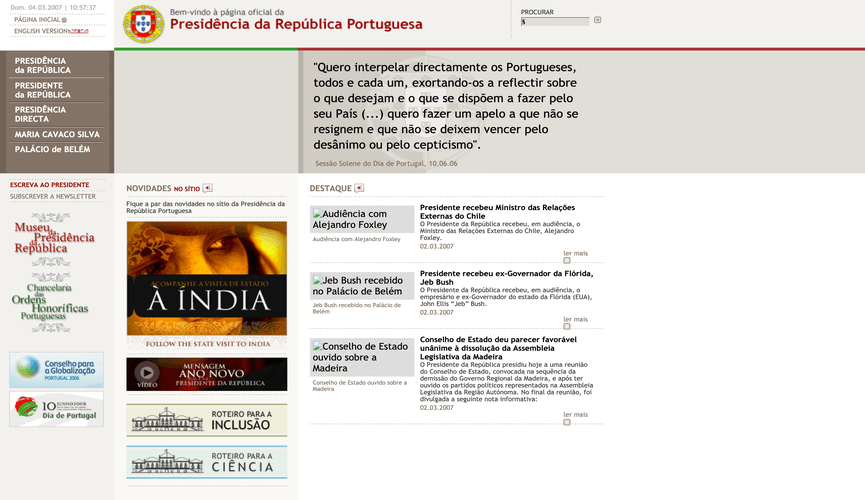 Dom. 04.03.2007 | 10:57:37
PÁGINA INICIAL
ENGLISH VERSION
Bem-vindo à página oficial da
Presidência da República Portuguesa
PROCURAR
PRESIDÊNCIA
da REPÚBLICA
PRESIDENTE
da REPÚBLICA
PRESIDÊNCIA
DIRECTA
MARIA CAVACO SILVA
PALÁCIO de BELÉM
"Quero interpelar directamente os Portugueses,
todos e cada um, exortando-os a reflectir sobre
o que desejam e o que se dispõem a fazer pelo
seu País (...) quero fazer um apelo a que não se
resignem e que não se deixem vencer pelo
desânimo ou pelo cepticismo".
Sessão Solene do Dia de Portugal, 10.06.06
ESCREVA AO PRESIDENTE
SUBSCREVER A NEWSLETTER
Museu
da Presidência
da República
Chancelaria
das
Ordens
Honoríficas
Portuguesas
Conselho para
a Globalização
PORTUGAL 2006
10 JUNHO2006
Dia de Portugal
NOVIDADES NO SÍTIO
Fique a par das novidades no sítio da Presidência da
República Portuguesa
ACOMPANHE A VISITA DE ESTADO
À ÍNDIA
FOLLOW THE STATE VISIT TO INDIA
VÍDEO
MENSAGEM
ANO NOVO
PRESIDENTE DA REPÚBLICA
ROTEIRO PARA A
INCLUSÃO
ROTEIRO PARA A
CIÊNCIA
DESTAQUE
Audiência com
Alejandro Foxley
Audiência com Alejandro Foxley
Presidente recebeu Ministro das Relações
Externas do Chile
O Presidente da República recebeu, em audiência, o
Ministro das Relações Externas do Chile, Alejandro
Foxley.
02.03.2007
ler mais
Jeb Bush recebido
no Palácio de Belém
Jeb Bush recebido no Palácio de
Belém
Presidente recebeu ex-Governador da Flórida,
Jeb Bush
O Presidente da República recebeu, em audiência, o
empresário e ex-Governador do estado da Flórida (EUA),
John Ellis “Jeb” Bush.
02.03.2007
ler mais
Conselho de Estado
ouvido sobre a
Madeira
Conselho de Estado ouvido sobre a
Madeira
Conselho de Estado deu parecer favorável
unânime à dissolução da Assembleia
Legislativa da Madeira
O Presidente da República presidiu hoje a uma reunião
do Conselho de Estado, convocada na sequência da
demissão do Governo Regional da Madeira, e após ter
ouvido os partidos políticos representados na Assembleia
Legislativa da Região Autónoma. No final da reunião, foi
divulgada a seguinte nota informativa:
02.03.2007
ler mais